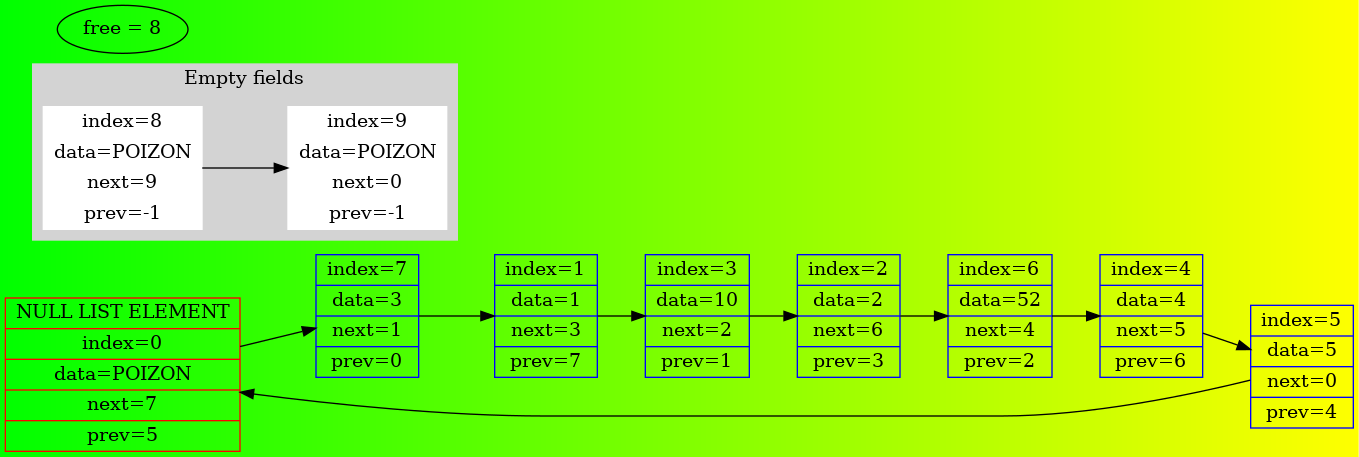 free = 8
Empty fields
index=8
data=POIZON
next=9
prev=-1
index=9
data=POIZON
next=0
prev=-1
NULL LIST ELEMENT
index=0
data=POIZON
next=7
prev=5
index=7
data=3
next=1
prev=0
index=1
data=1
next=3
prev=7
index=3
data=10
next=2
prev=1
index=2
data=2
next=6
prev=3
index=6
data=52
next=4
prev=2
index=4
data=4
next=5
prev=6
index=5
data=5
next=0
prev=4